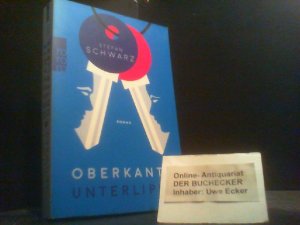 STEFAN
SCHWARZ
ROMAN
OBERKANT
UNTERLIP
Online- Antiquariat
DER BUCHECKER
Inhaber: Uwe Ecker